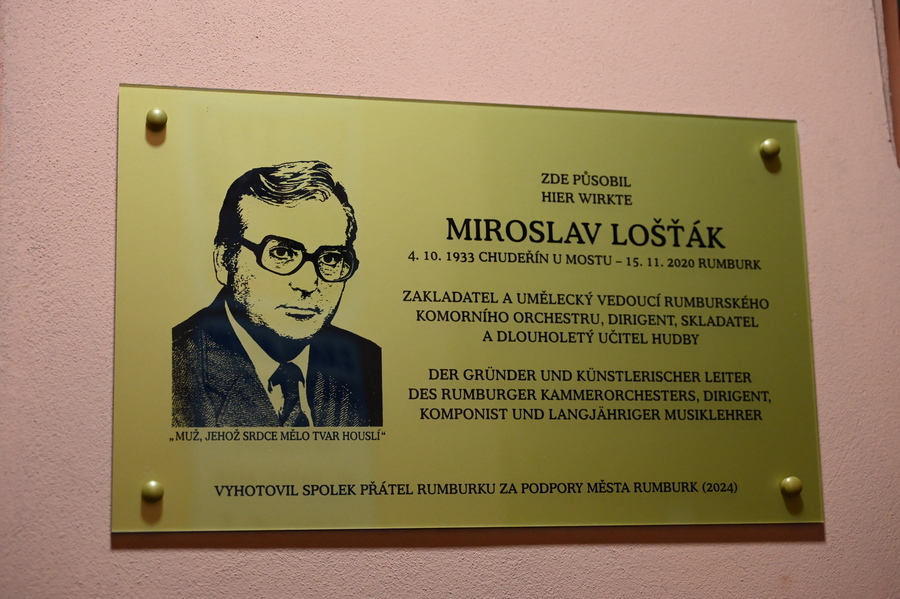 ZDE PŮSOBIL
HIER WIRKTE
MIROSLAV LOŠŤÁK
4. 10. 1933 CHUDEŘÍN U MOSTU – 15. 11. 2020 RUMBURK
ZAKLADATEL A UMĚLECKÝ VEDOUCÍ RUMBURSKÉHO
KOMORNÍHO ORCHESTRU, DIRIGENT, SKLADATEL
A DLOUHOLETÝ UČITEL HUDBY
DER GRÜNDER UND KÜNSTLERISCHER LEITER
DES RUMBURGER KAMMERORCHESTERS, DIRIGENT,
KOMPONIST UND LANGJÄHRIGER MUSIKLEHRER
„MUŽ, JEHOŽ SRDCE MĚLO TVAR HOUSLÍ“
VYHOTOVIL SPOLEK PŘÁTEL RUMBURKU ZA PODPORY MĚSTA RUMBURK (2024)